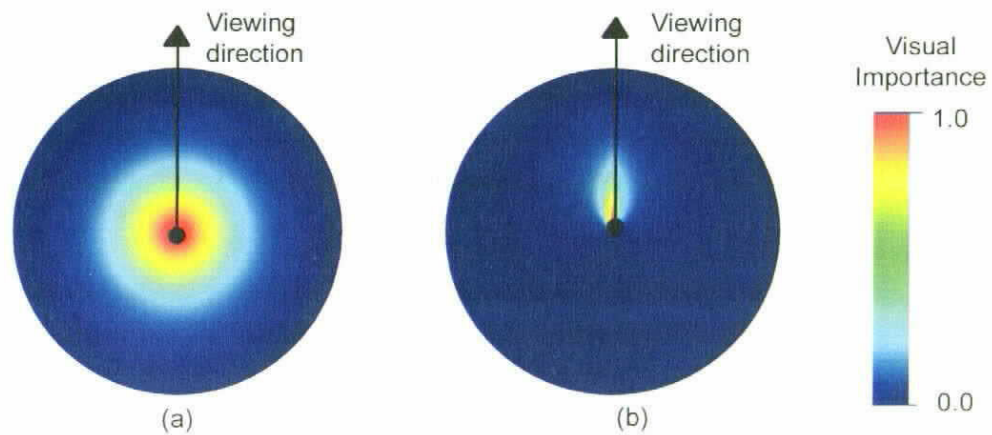 Viewing
direction
Viewing
direction
Visual
Importance
1.0
0.0
(a)
(b)